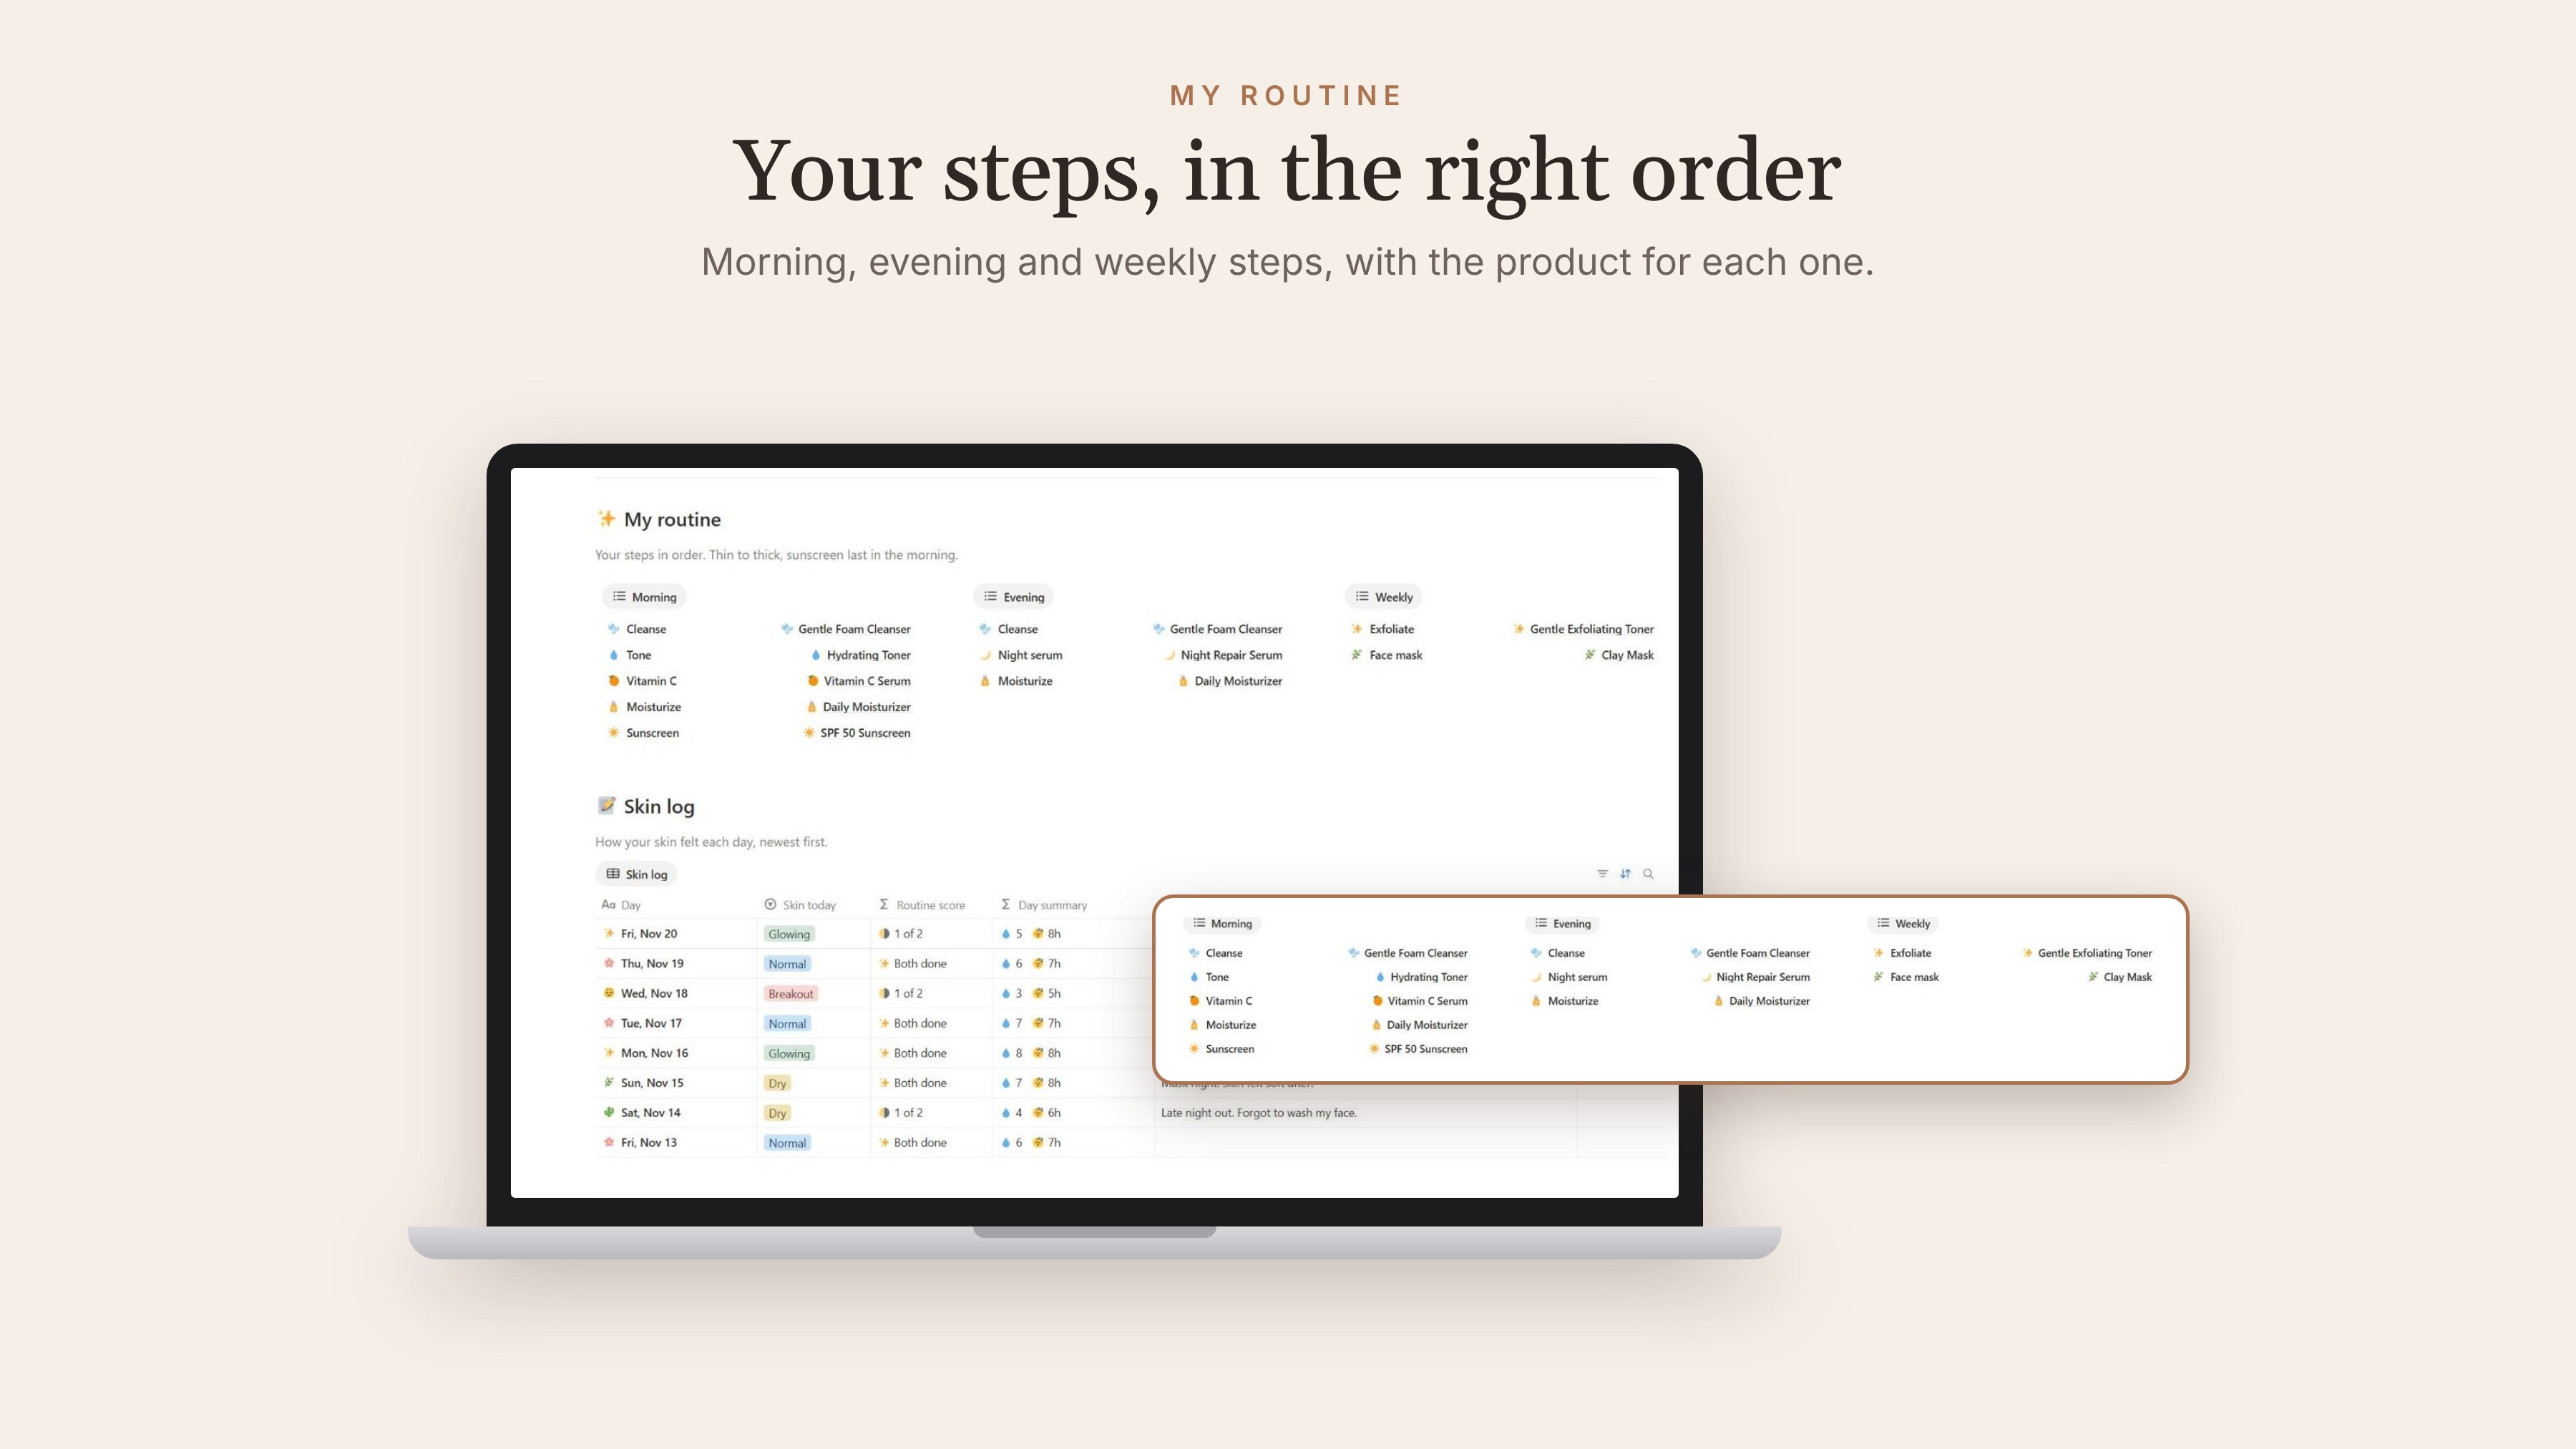 MY ROUTINE
Your steps, in the right order
Morning, evening and weekly steps, with the product for each one.
My routine
Your steps in order. Thin to thick, sunscreen last in the morning.
Morning Evening Weekly
Cleanse Gentle Foam Cleanser Cleanse Gentle Foam Cleanser Exfoliate Gentle Exfoliating Toner
Tone Hydrating Toner Night serum Night Repair Serum Face mask Clay Mask
Vitamin C Vitamin C Serum Moisturize Daily Moisturizer
Moisturize Daily Moisturizer
Sunscreen SPF 50 Sunscreen
Skin log
How your skin felt each day, newest first.
Skin log
Aa Day Skin today Σ Routine score Σ Day summary
Fri, Nov 20 Glowing 1 of 2 5 8h
Thu, Nov 19 Normal Both done 6 7h
Wed, Nov 18 Breakout 1 of 2 3 5h
Tue, Nov 17 Normal Both done 7 7h
Mon, Nov 16 Glowing Both done 8 8h
Sun, Nov 15 Dry Both done 7 8h
Sat, Nov 14 Dry 1 of 2 4 6h Late night out. Forgot to wash my face.
Fri, Nov 13 Normal Both done 6 7h
Morning Evening Weekly
Cleanse Gentle Foam Cleanser Cleanse Gentle Foam Cleanser Exfoliate Gentle Exfoliating Toner
Tone Hydrating Toner Night serum Night Repair Serum Face mask Clay Mask
Vitamin C Vitamin C Serum Moisturize Daily Moisturizer
Moisturize Daily Moisturizer
Sunscreen SPF 50 Sunscreen